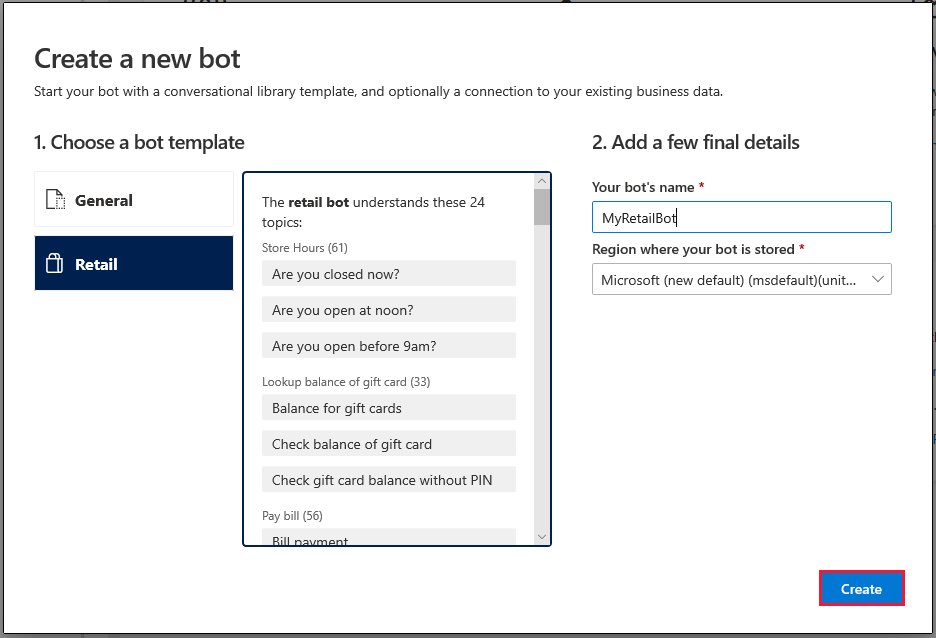 Create a new bot
Start your bot with a conversational library template, and optionally a connection to your existing business data.
1. Choose a bot template
General
Retail
The retail bot understands these 24
topics:
Store Hours (61)
Are you closed now?
Are you open at noon?
Are you open before 9am?
Lookup balance of gift card (33)
Balance for gift cards
Check balance of gift card
Check gift card balance without PIN
Pay bill (56)
Bill payment
2. Add a few final details
Your bot's name *
MyRetailBot
Region where your bot is stored *
Microsoft (new default) (msdefault)(unit...
Create